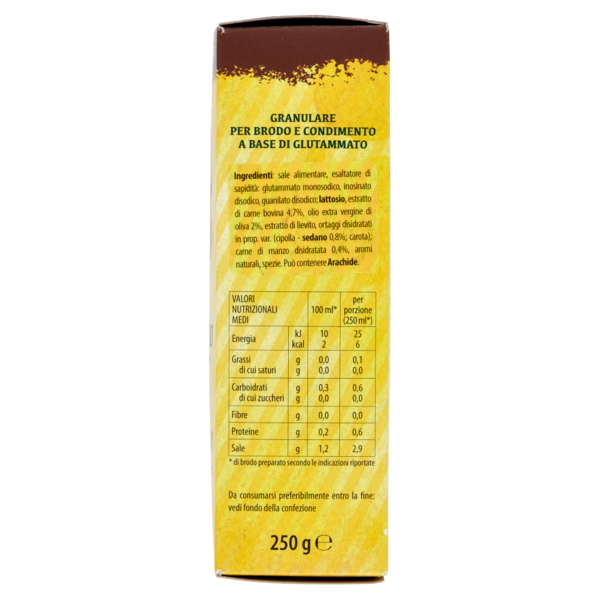 GRANULARE
PER BRODO E CONDIMENTO
A BASE DI GLUTAMMATO
Ingredienti: sale alimentare, esaltatore di
sapidità: glutammato monosodico, inosinato
disodico, guanilato disodico; lattosio, estratto
di carne bovina 4,7%, olio extra vergine di
oliva 2%, estratto di lievito, ortaggi disidratati
in prop. var. (cipolla - sedano 0,8%; carota);
carne di manzo disidratata 0,4%, aromi
naturali, spezie. Può contenere Arachide.
VALORI NUTRIZIONALI MEDI 100 ml* per porzione (250 ml*)
Energia kJ 10 25
kcal 2 6
Grassi g 0,0 0,1
di cui saturi g 0,0 0,0
Carboidrati g 0,3 0,6
di cui zuccheri g 0,0 0,0
Fibre g 0,0 0,0
Proteine g 0,2 0,6
Sale g 1,2 2,9
* di brodo preparato secondo le indicazioni riportate
Da consumarsi preferibilmente entro la fine:
vedi fondo della confezione
250 g ℮